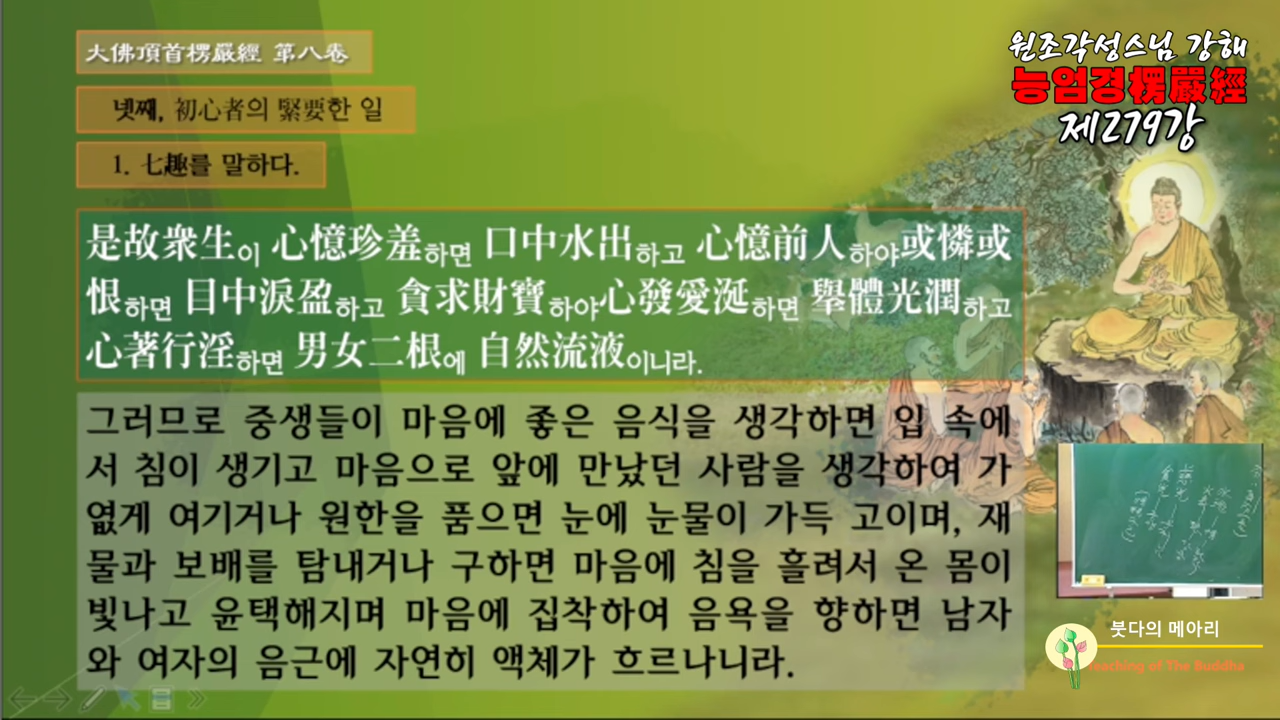 大佛頂首楞嚴經 第八卷
넷째, 初心者의 緊要한 일
1. 七趣를 말하다.
是故衆生이 心憶珍羞하면 口中水出하고 心憶前人하야或憐或
恨하면 目中淚盈하고 貪求財寶하야心發愛涎하면 擧體光潤하고
心著行淫하면 男女二根에 自然流液이니라.
그러므로 중생들이 마음에 좋은 음식을 생각하면 입 속에
서 침이 생기고 마음으로 앞에 만났던 사람을 생각하여 가
엷게 여기거나 원한을 품으면 눈에 눈물이 가득 고이며, 재
물과 보배를 탐내거나 구하면 마음에 침을 흘려서 온 몸이
빛나고 윤택해지며 마음에 집착하여 음욕을 향하면 남자
와 여자의 음근에 자연히 액체가 흐르나니라.
원조각성스님 강해
능엄경楞嚴經
제279강
붓다의 메아리
Teaching of The Buddha